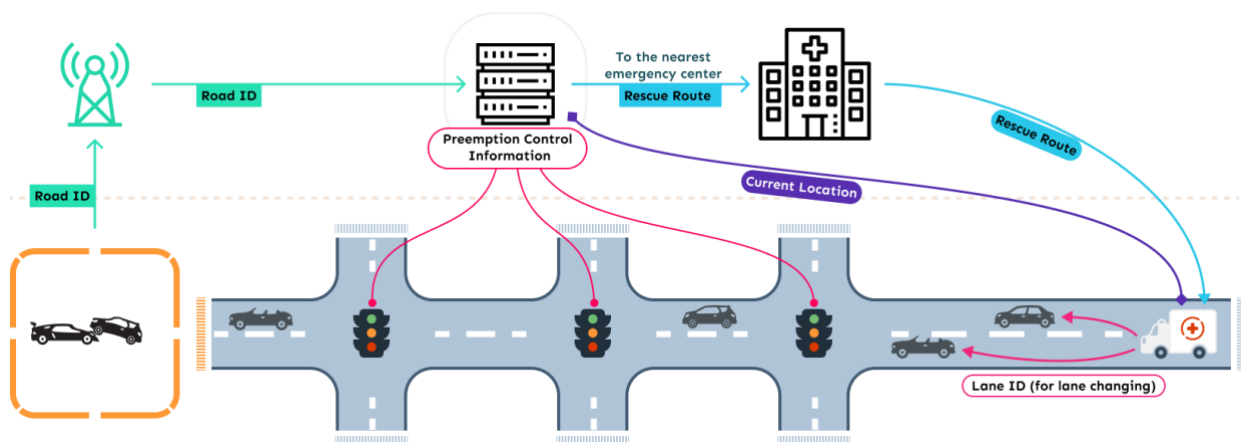 To the nearest
emergency center
Road ID
Rescue Route
Preemption Control
Information
Rescue Route
Current Location
Road ID
Lane ID (for lane changing)